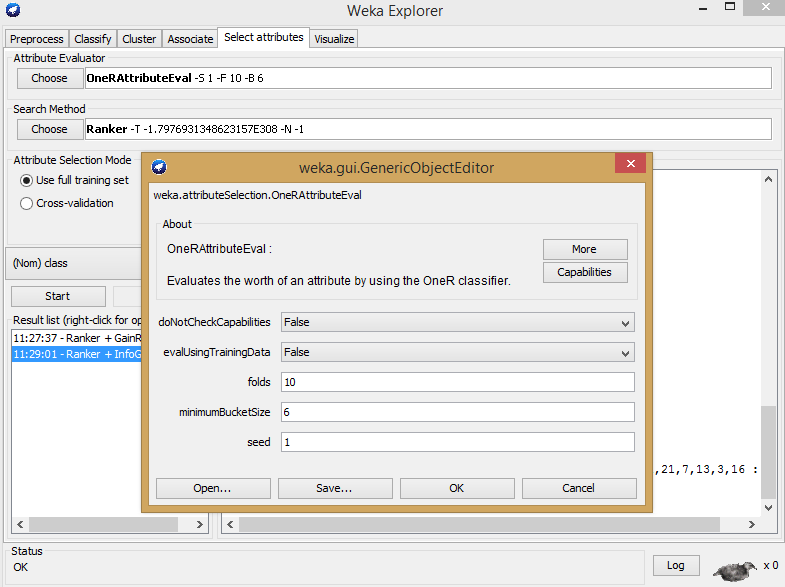 Weka Explorer
Preprocess Classify Cluster Associate Select attributes Visualize
Attribute Evaluator
Choose OneRAttributeEval -S 1 -F 10 -B 6
Search Method
Choose Ranker -T -1.7976931348623157E308 -N -1
Attribute Selection Mode
Use full training set
Cross-validation
(Nom) class
Start
Result list (right-click for op
11:27:37 - Ranker + GainR
11:29:01 - Ranker + InfoG
weka.gui.GenericObjectEditor
weka.attributeSelection.OneRAttributeEval
About
OneRAttributeEval :
More
Evaluates the worth of an attribute by using the OneR classifier.
Capabilities
doNotCheckCapabilities False
evalUsingTrainingData False
folds 10
minimumBucketSize 6
seed 1
,21,7,13,3,16 :
Open... Save... OK Cancel
Status
OK
Log x 0